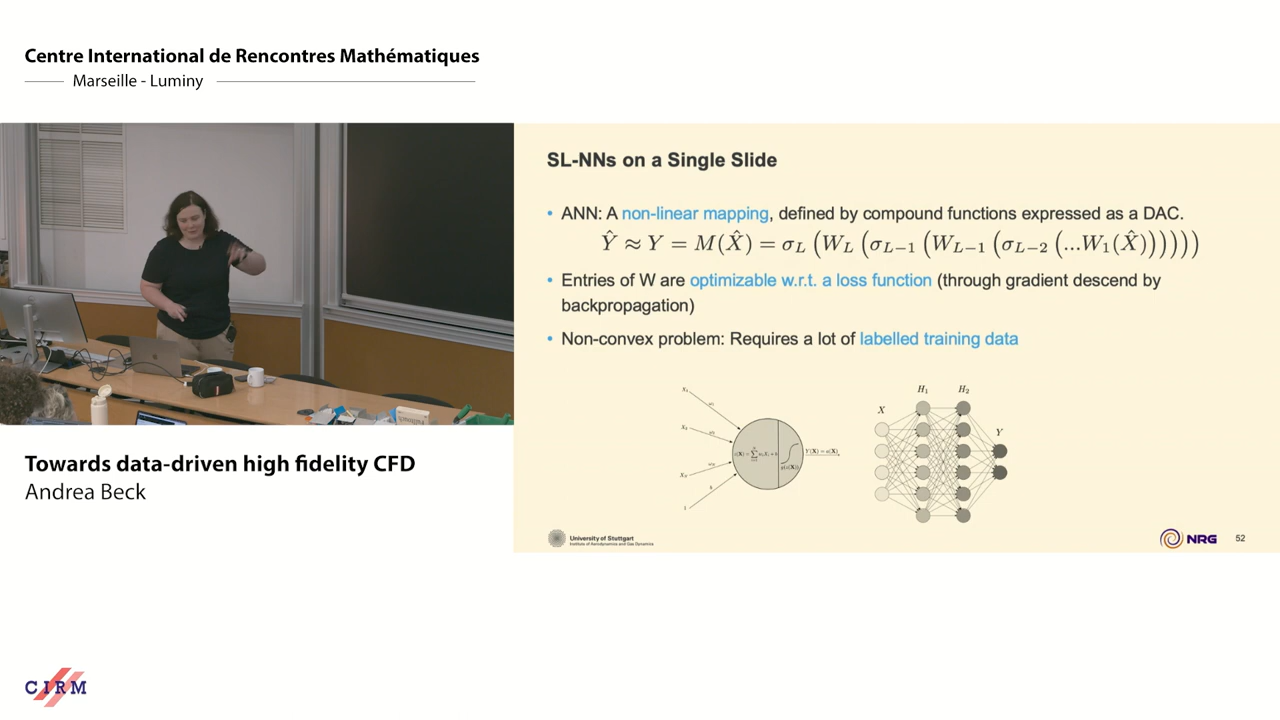 Centre International de Rencontres Mathématiques
Marseille - Luminy
SL-NNs on a Single Slide
• ANN: A non-linear mapping, defined by compound functions expressed as a DAC.
Ŷ ≈ Y = M(X̂) = σ_L (W_L (σ_{L−1} (W_{L−1} (σ_{L−2} (...W_1(X̂))))))
• Entries of W are optimizable w.r.t. a loss function (through gradient descend by
backpropagation)
• Non-convex problem: Requires a lot of labelled training data
H₁ H₂
X
Y
University of Stuttgart
Institute of Aerodynamics and Gas Dynamics
NRG
52
Towards data-driven high fidelity CFD
Andrea Beck
CIRM